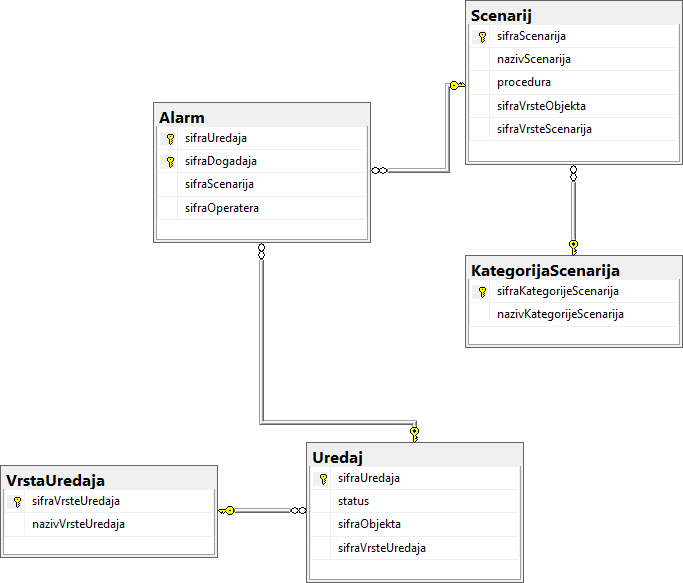 Scenarij
sifraScenarija
nazivScenarija
procedura
sifraVrsteObjekta
sifraVrsteScenarija
Alarm
sifraUredaja
sifraDogadaja
sifraScenarija
sifraOperatera
KategorijaScenarija
sifraKategorijeScenarija
nazivKategorijeScenarija
Uredaj
sifraUredaja
status
sifraObjekta
sifraVrsteUredaja
VrstaUredaja
sifraVrsteUredaja
nazivVrsteUredaja